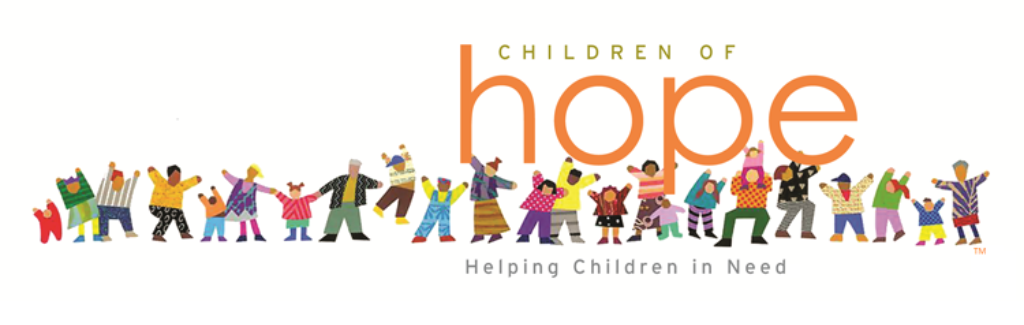 CHILDREN OF
hope
Helping Children in Need
TM